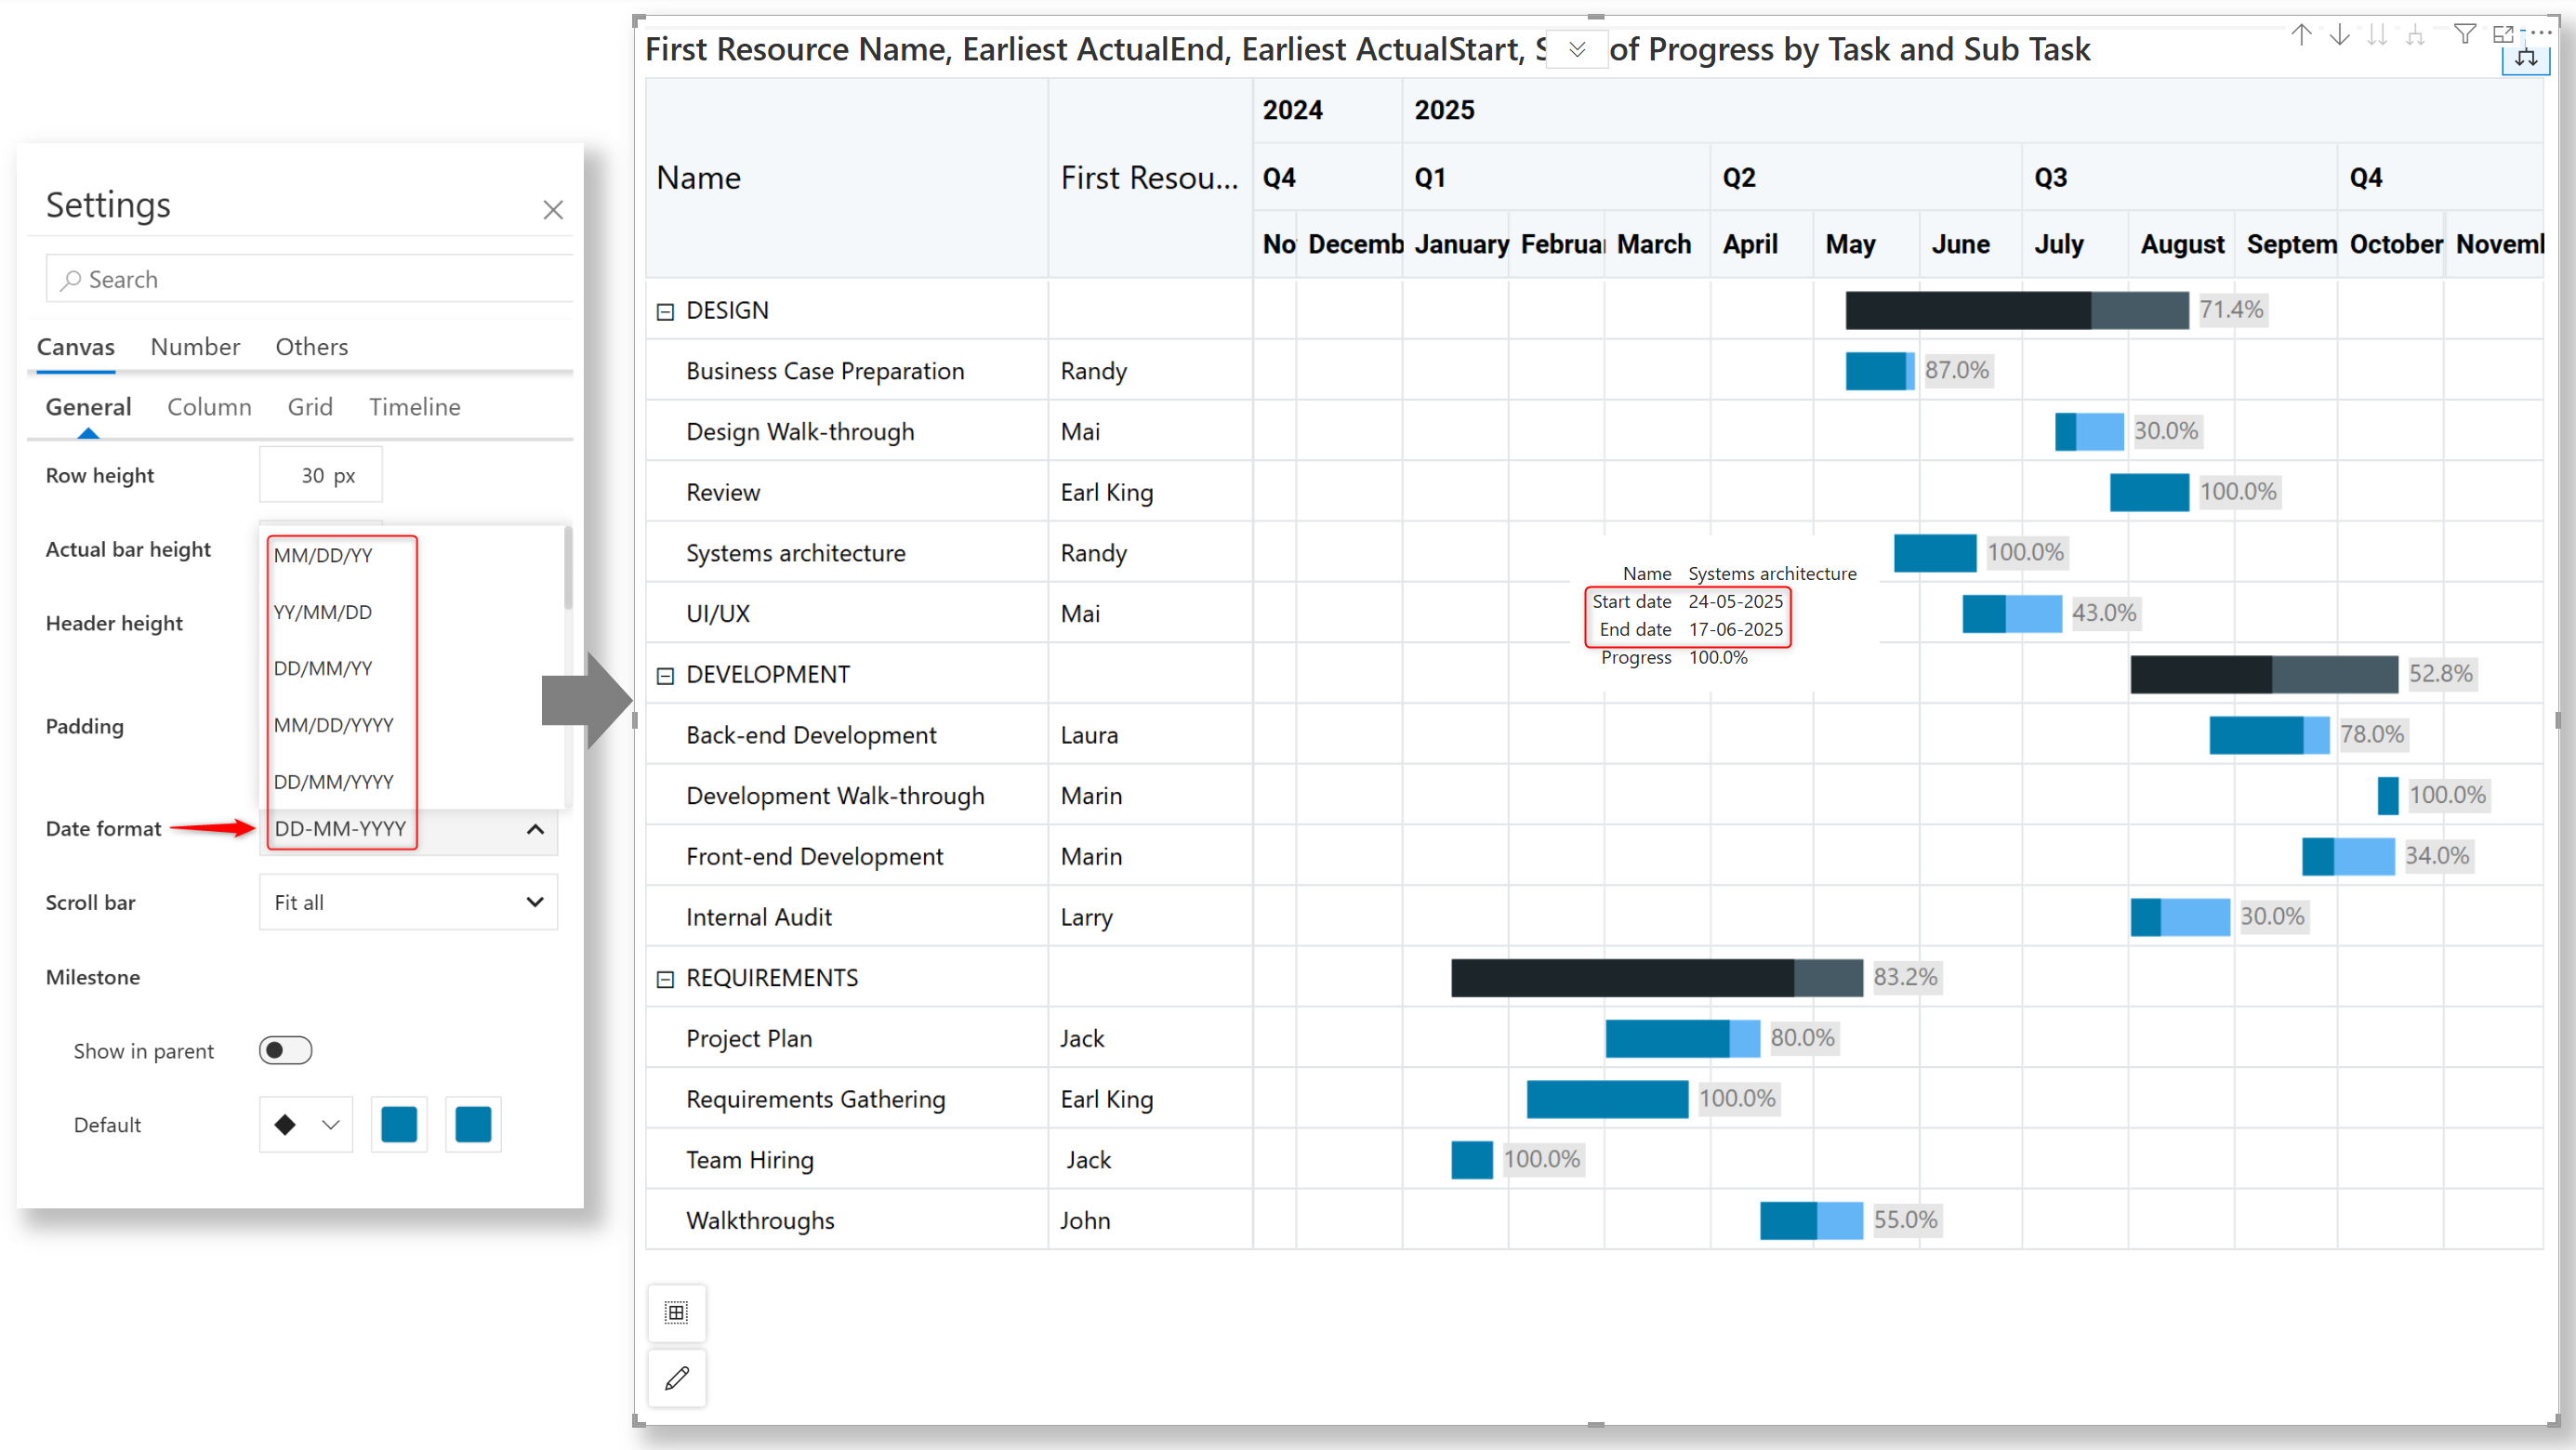 Settings
Search
Canvas Number Others
General Column Grid Timeline
Row height 30 px
Actual bar height
Header height
Padding
MM/DD/YY
YY/MM/DD
DD/MM/YY
MM/DD/YYYY
DD/MM/YYYY
Date format DD-MM-YYYY
Scroll bar Fit all
Milestone
Show in parent
Default
First Resource Name, Earliest ActualEnd, Earliest ActualStart, S of Progress by Task and Sub Task
2024 2025
Name First Resou... Q4 Q1 Q2 Q3 Q4
No Decemb January Februar March April May June July August Septem October Novemb
DESIGN 71.4%
Business Case Preparation Randy 87.0%
Design Walk-through Mai 30.0%
Review Earl King 100.0%
Systems architecture Randy 100.0%
Name Systems architecture
Start date 24-05-2025
End date 17-06-2025
Progress 100.0%
UI/UX Mai 43.0%
DEVELOPMENT 52.8%
Back-end Development Laura 78.0%
Development Walk-through Marin 100.0%
Front-end Development Marin 34.0%
Internal Audit Larry 30.0%
REQUIREMENTS 83.2%
Project Plan Jack 80.0%
Requirements Gathering Earl King 100.0%
Team Hiring Jack 100.0%
Walkthroughs John 55.0%